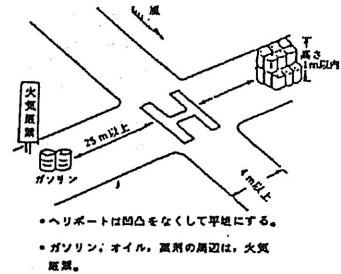 風
高さ
1m以内
火気厳禁
25m以上
ガソリン
4m以上
•ヘリポートは凹凸をなくして平坦にする。
•ガソリン，オイル，薬剤の周辺は，火気
厳禁。